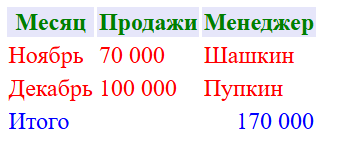 Месяц Продажи Менеджер
Ноябрь 70 000 Шашкин
Декабрь 100 000 Пупкин
Итого 170 000